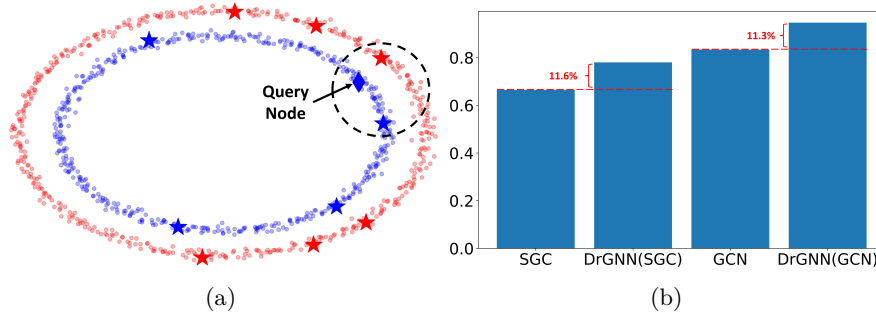 Query
Node
(a)
0.8
0.6
0.4
0.2
0.0
11.6%
11.3%
SGC DrGNN(SGC) GCN DrGNN(GCN)
(b)